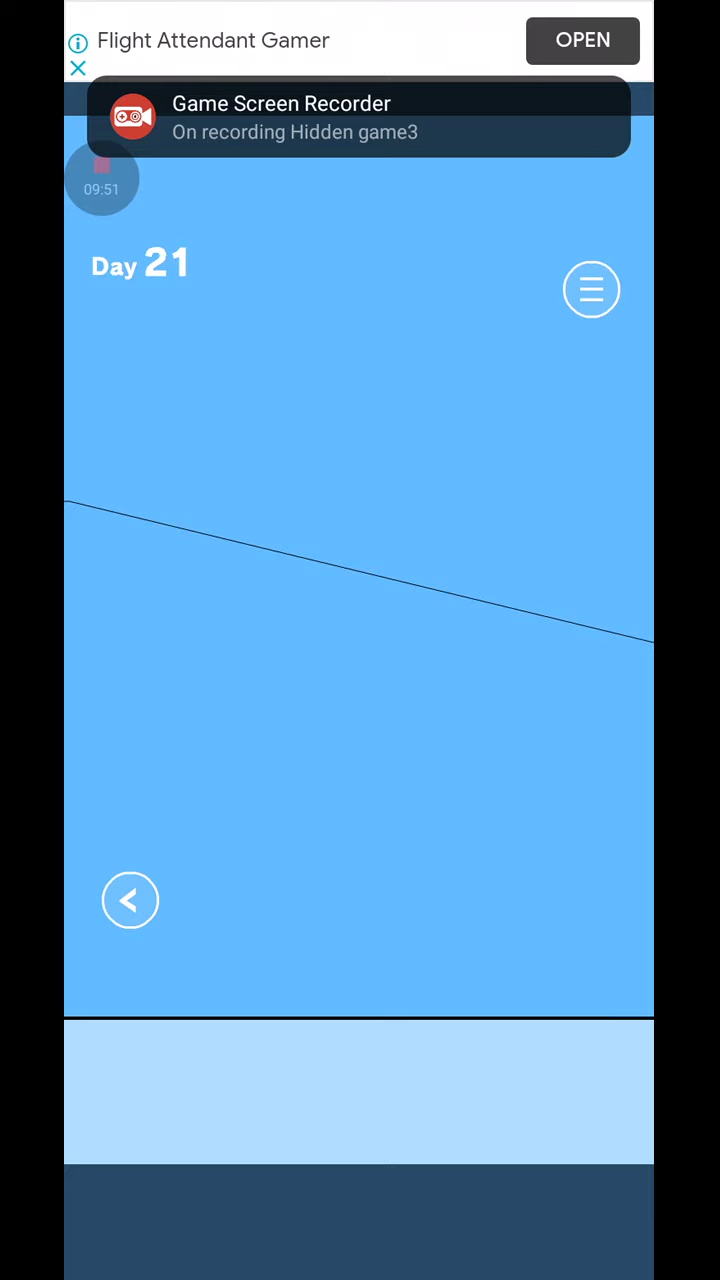 Flight Attendant Gamer
OPEN
Game Screen Recorder
On recording Hidden game3
09:51
Day 21